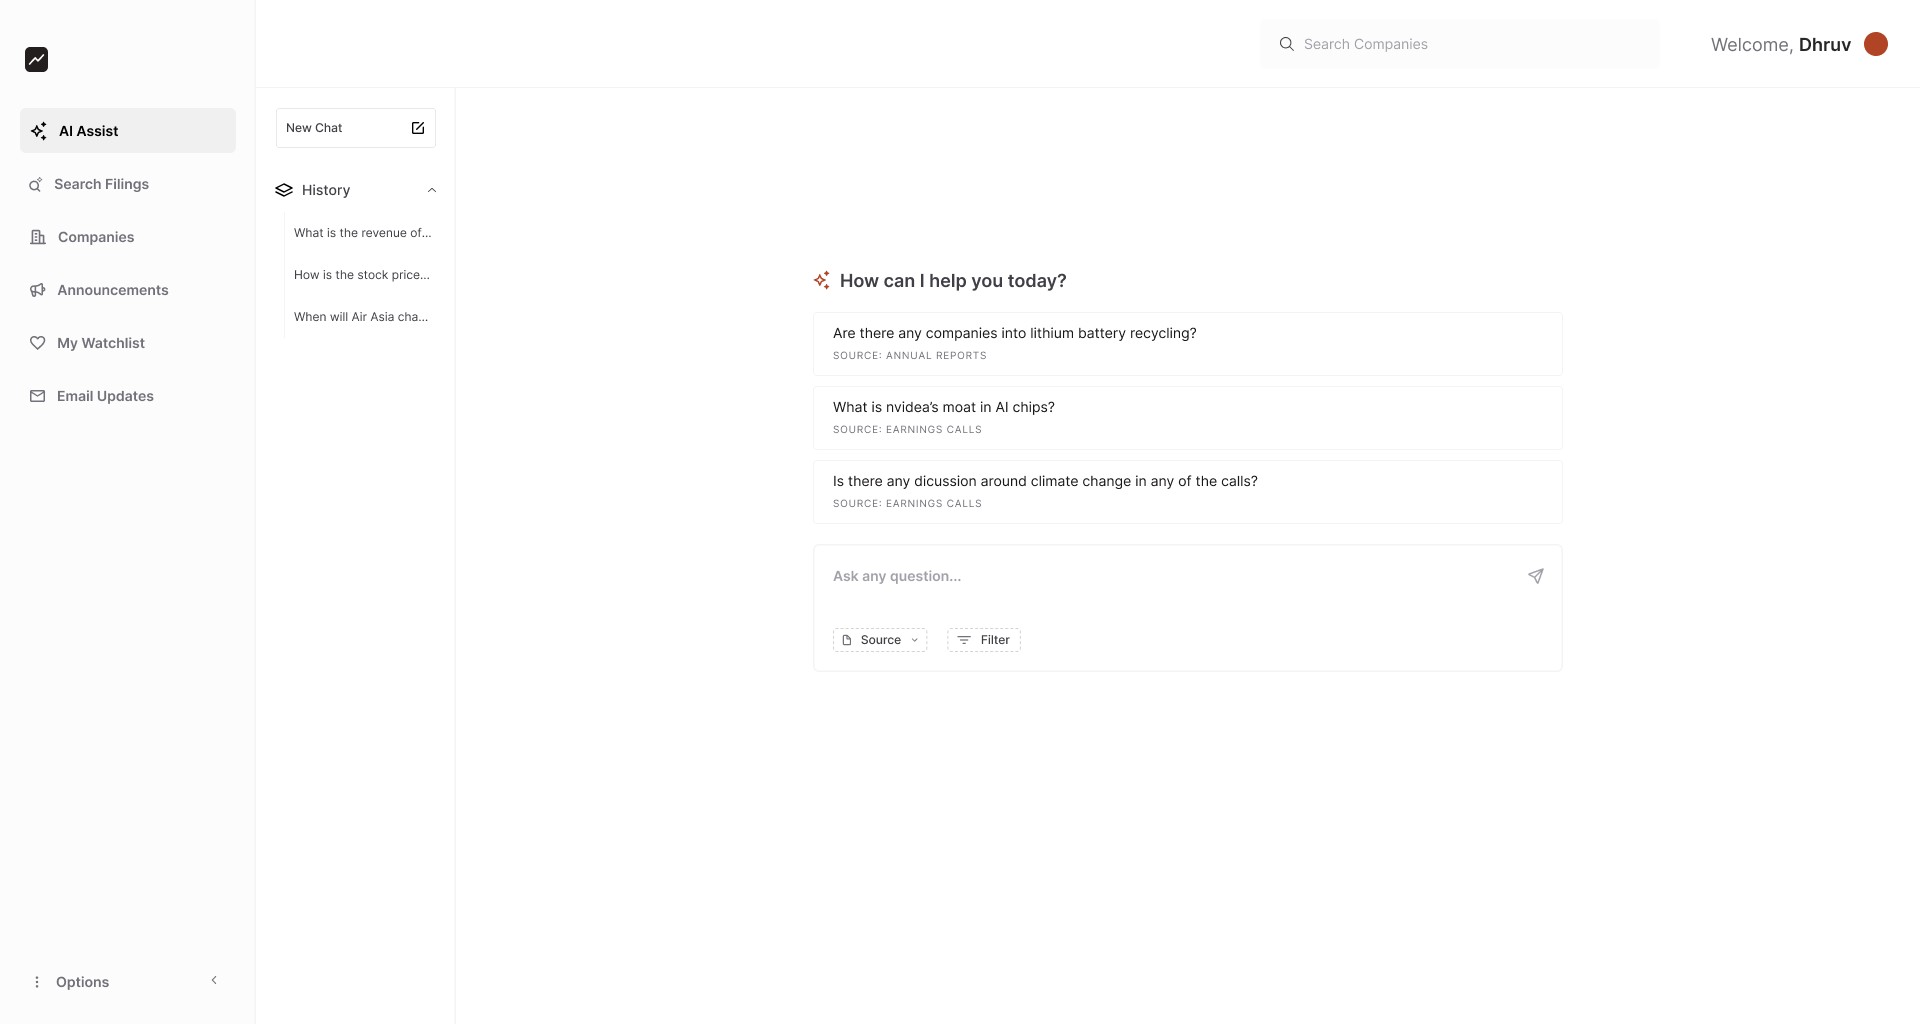 Search Companies
Welcome, Dhruv
AI Assist
Search Filings
Companies
Announcements
My Watchlist
Email Updates
Options
New Chat
History
What is the revenue of...
How is the stock price...
When will Air Asia cha...
How can I help you today?
Are there any companies into lithium battery recycling?
SOURCE: ANNUAL REPORTS
What is nvidea’s moat in AI chips?
SOURCE: EARNINGS CALLS
Is there any dicussion around climate change in any of the calls?
SOURCE: EARNINGS CALLS
Ask any question...
Source
Filter